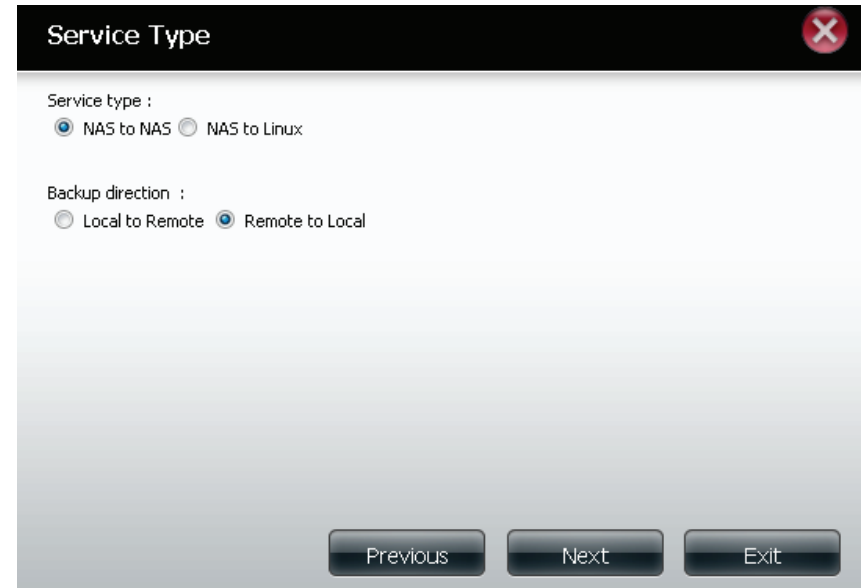 Service Type
Service type :
NAS to NAS NAS to Linux
Backup direction :
Local to Remote Remote to Local
Previous Next Exit